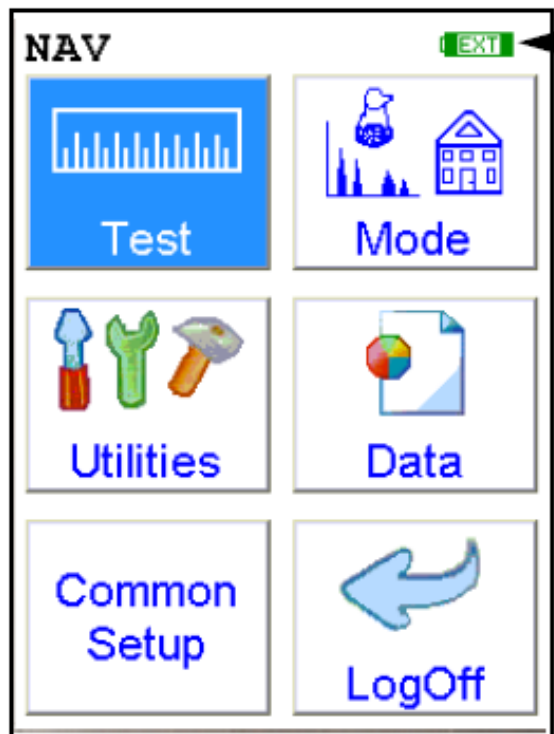 NAV EXT
Test
Mode
Utilities
Data
Common
Setup
LogOff